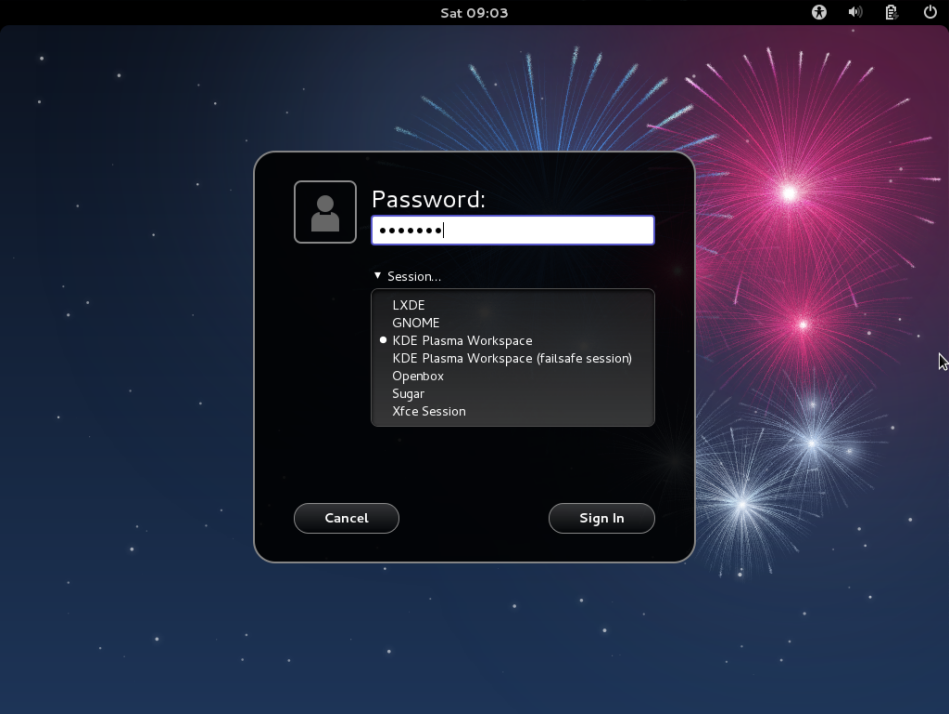 Sat 09:03
Password:
•••••••
▼ Session...
LXDE
GNOME
KDE Plasma Workspace
KDE Plasma Workspace (failsafe session)
Openbox
Sugar
Xfce Session
Cancel
Sign In